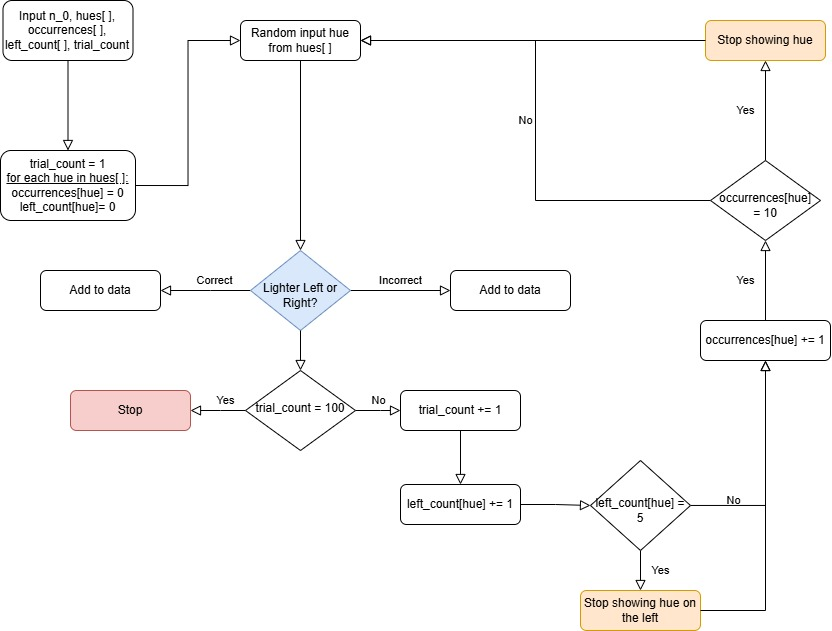 Input n_0, hues[ ],
occurrences[ ],
left_count[ ], trial_count
Random input hue
from hues[ ]
Stop showing hue
No
Yes
trial_count = 1
for each hue in hues[ ]:
occurrences[hue] = 0
left_count[hue]= 0
occurrences[hue]
= 10
Add to data
Correct
Lighter Left or
Right?
Incorrect
Add to data
Yes
occurrences[hue] += 1
Stop
Yes
trial_count = 100
No
trial_count += 1
left_count[hue] += 1
left_count[hue] =
5
No
Yes
Stop showing hue on
the left